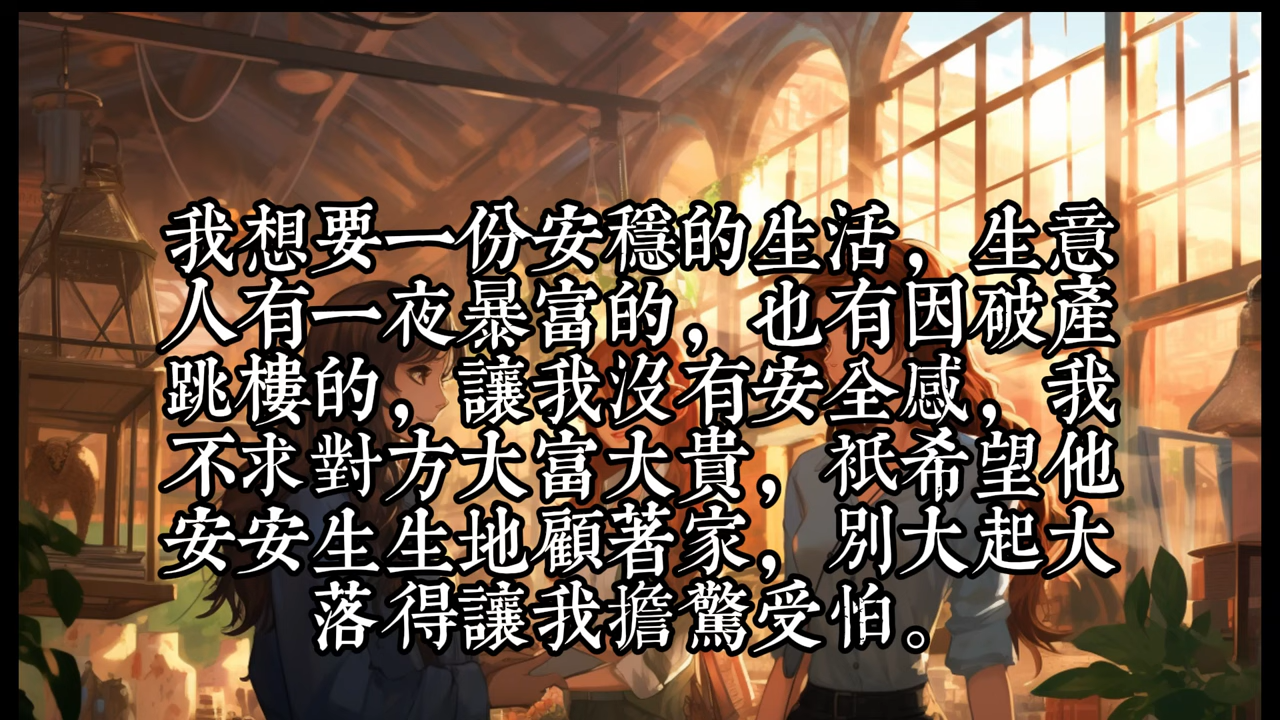 我想要一份安穩的生活，生意
人有一夜暴富的，也有因破產
跳樓的，讓我沒有安全感，我
不求對方大富大貴，祇希望他
安安生生地顧著家，別大起大
落得讓我擔驚受怕。